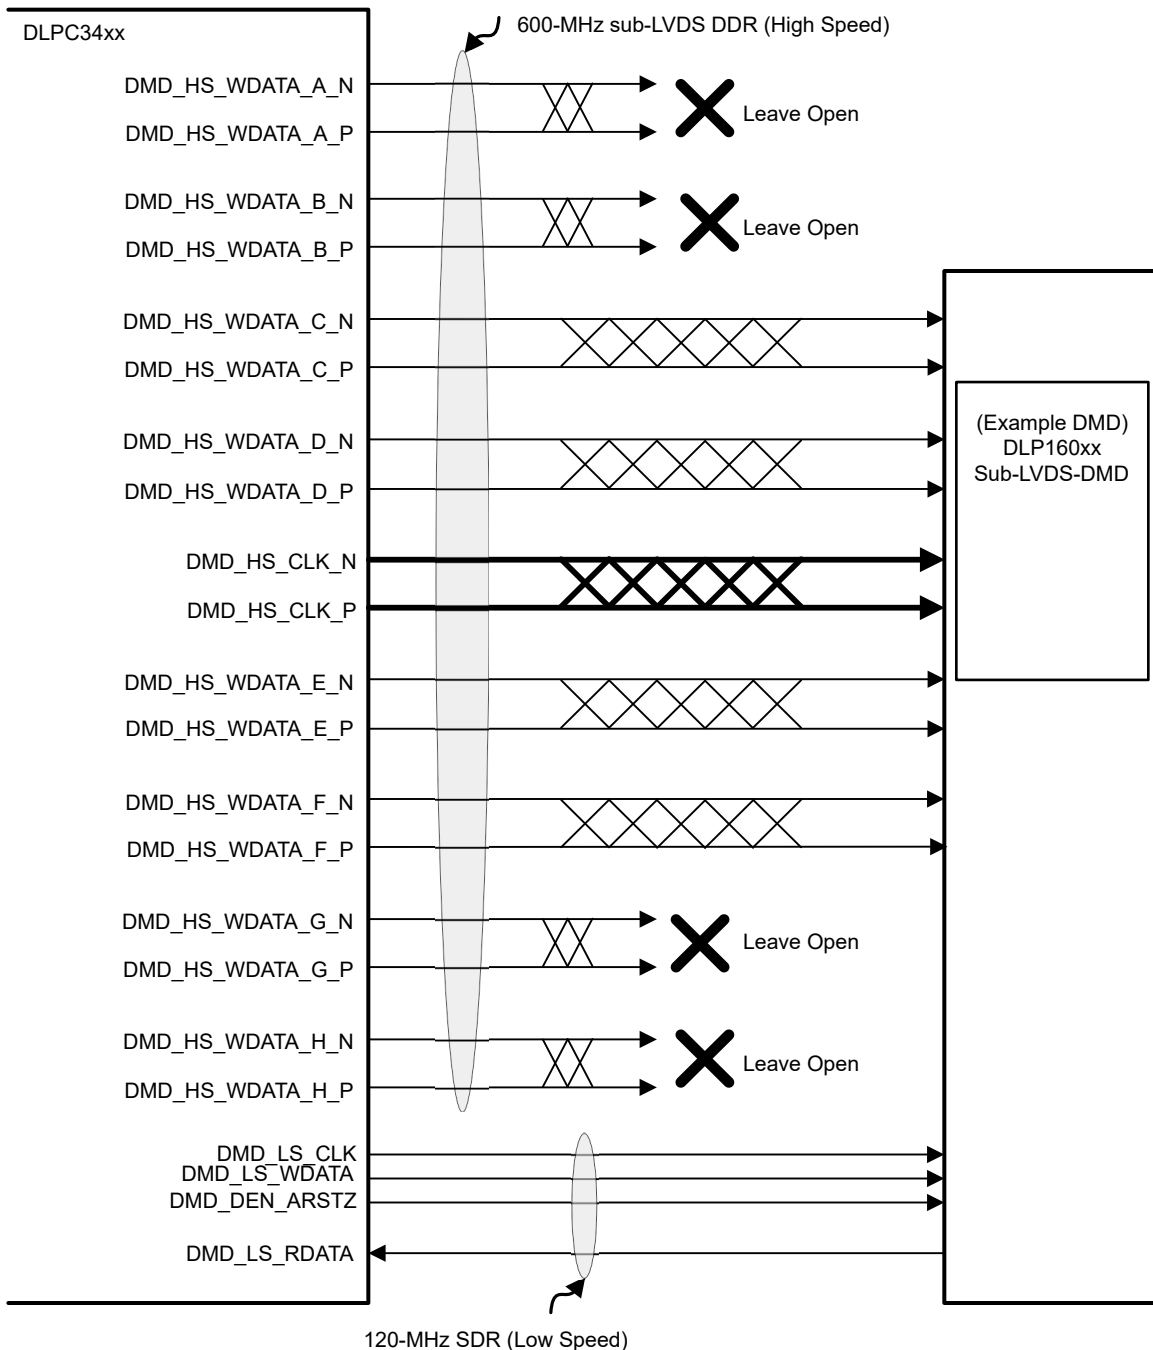 600-MHz sub-LVDS DDR (High Speed)
DLPC34xx
DMD_HS_WDATA_A_N
DMD_HS_WDATA_A_P
Leave Open
DMD_HS_WDATA_B_N
DMD_HS_WDATA_B_P
Leave Open
DMD_HS_WDATA_C_N
DMD_HS_WDATA_C_P
(Example DMD)
DLP160xx
Sub-LVDS-DMD
DMD_HS_WDATA_D_N
DMD_HS_WDATA_D_P
DMD_HS_CLK_N
DMD_HS_CLK_P
DMD_HS_WDATA_E_N
DMD_HS_WDATA_E_P
DMD_HS_WDATA_F_N
DMD_HS_WDATA_F_P
DMD_HS_WDATA_G_N
DMD_HS_WDATA_G_P
Leave Open
DMD_HS_WDATA_H_N
DMD_HS_WDATA_H_P
Leave Open
DMD_LS_CLK
DMD_LS_WDATA
DMD_DEN_ARSTZ
DMD_LS_RDATA
120-MHz SDR (Low Speed)